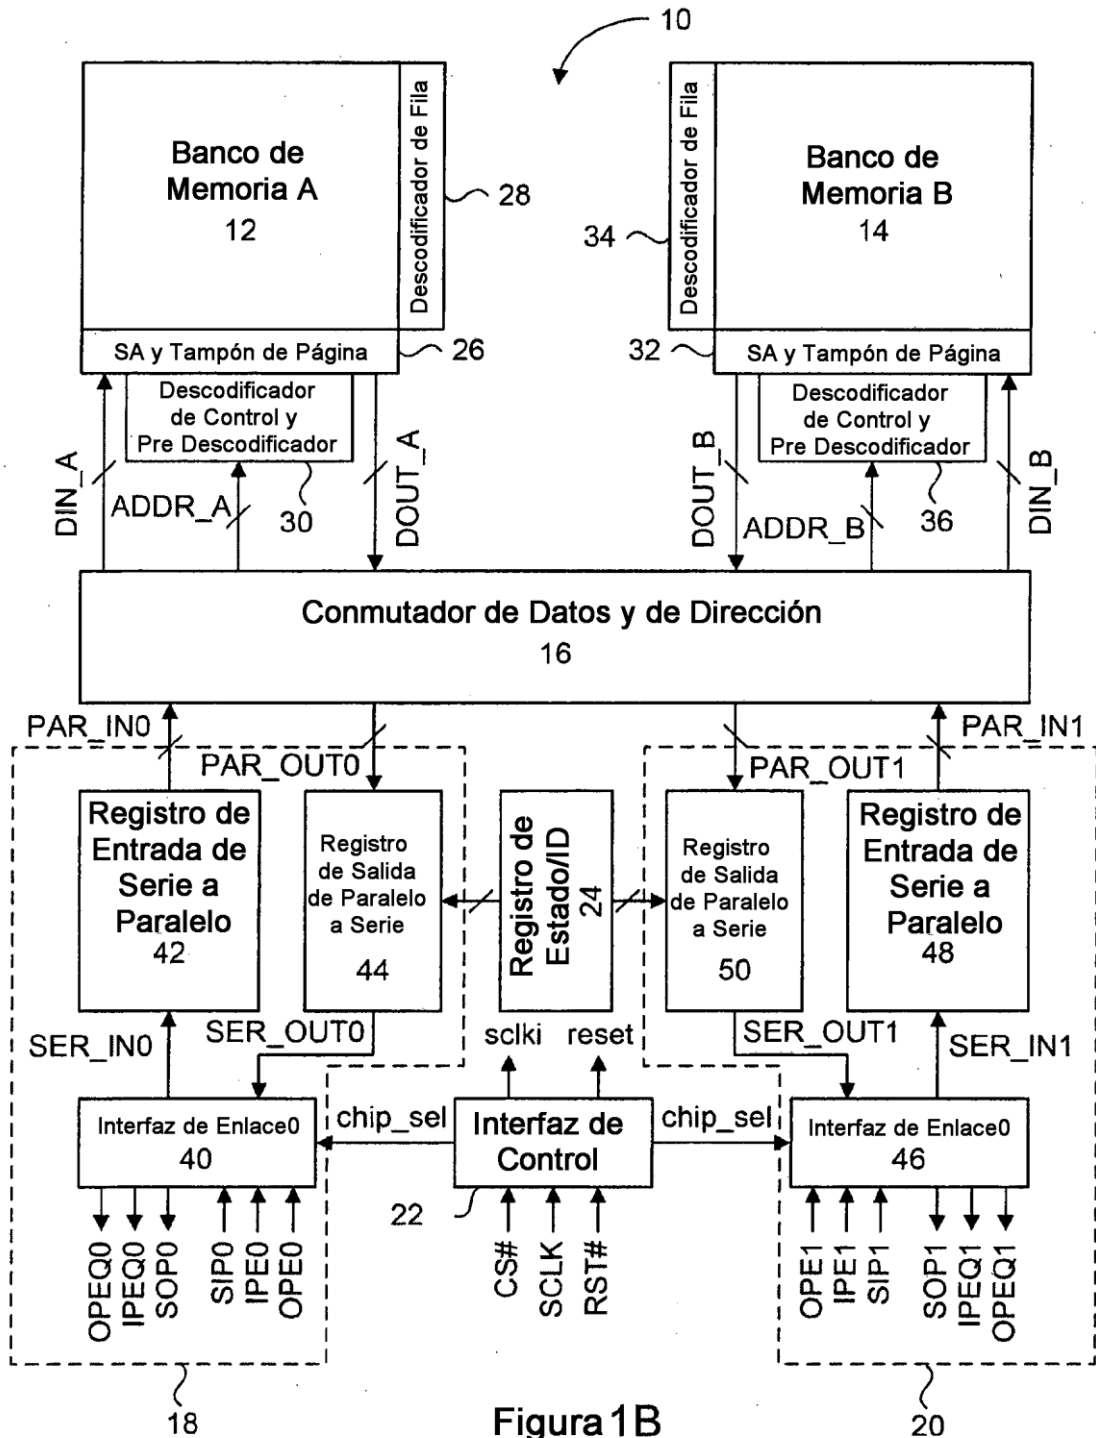 10
Banco de
Memoria A
12
Descodificador de Fila
28
SA y Tampón de Página
26
Descodificador
de Control y
Pre Descodificador
30
DIN_A
ADDR_A
DOUT_A
Banco de
Memoria B
14
Descodificador de Fila
34
32
SA y Tampón de Página
Descodificador
de Control y
Pre Descodificador
36
DOUT_B
ADDR_B
DIN_B
Conmutador de Datos y de Dirección
16
PAR_IN0
PAR_OUT0
PAR_OUT1
PAR_IN1
Registro de
Entrada de
Serie a
Paralelo
42
Registro
de Salida
de Paralelo
a Serie
44
Registro de
Estado/ID
24
Registro
de Salida
de Paralelo
a Serie
50
Registro de
Entrada de
Serie a
Paralelo
48
SER_IN0
SER_OUT0
sclki
reset
SER_OUT1
SER_IN1
Interfaz de Enlace0
40
chip_sel
Interfaz de
Control
22
chip_sel
Interfaz de Enlace0
46
OPEQ0
IPEQ0
SOP0
SIP0
IPE0
OPE0
CS#
SCLK
RST#
OPE1
IPE1
SIP1
SOP1
IPEQ1
OPEQ1
18
20
Figura 1B